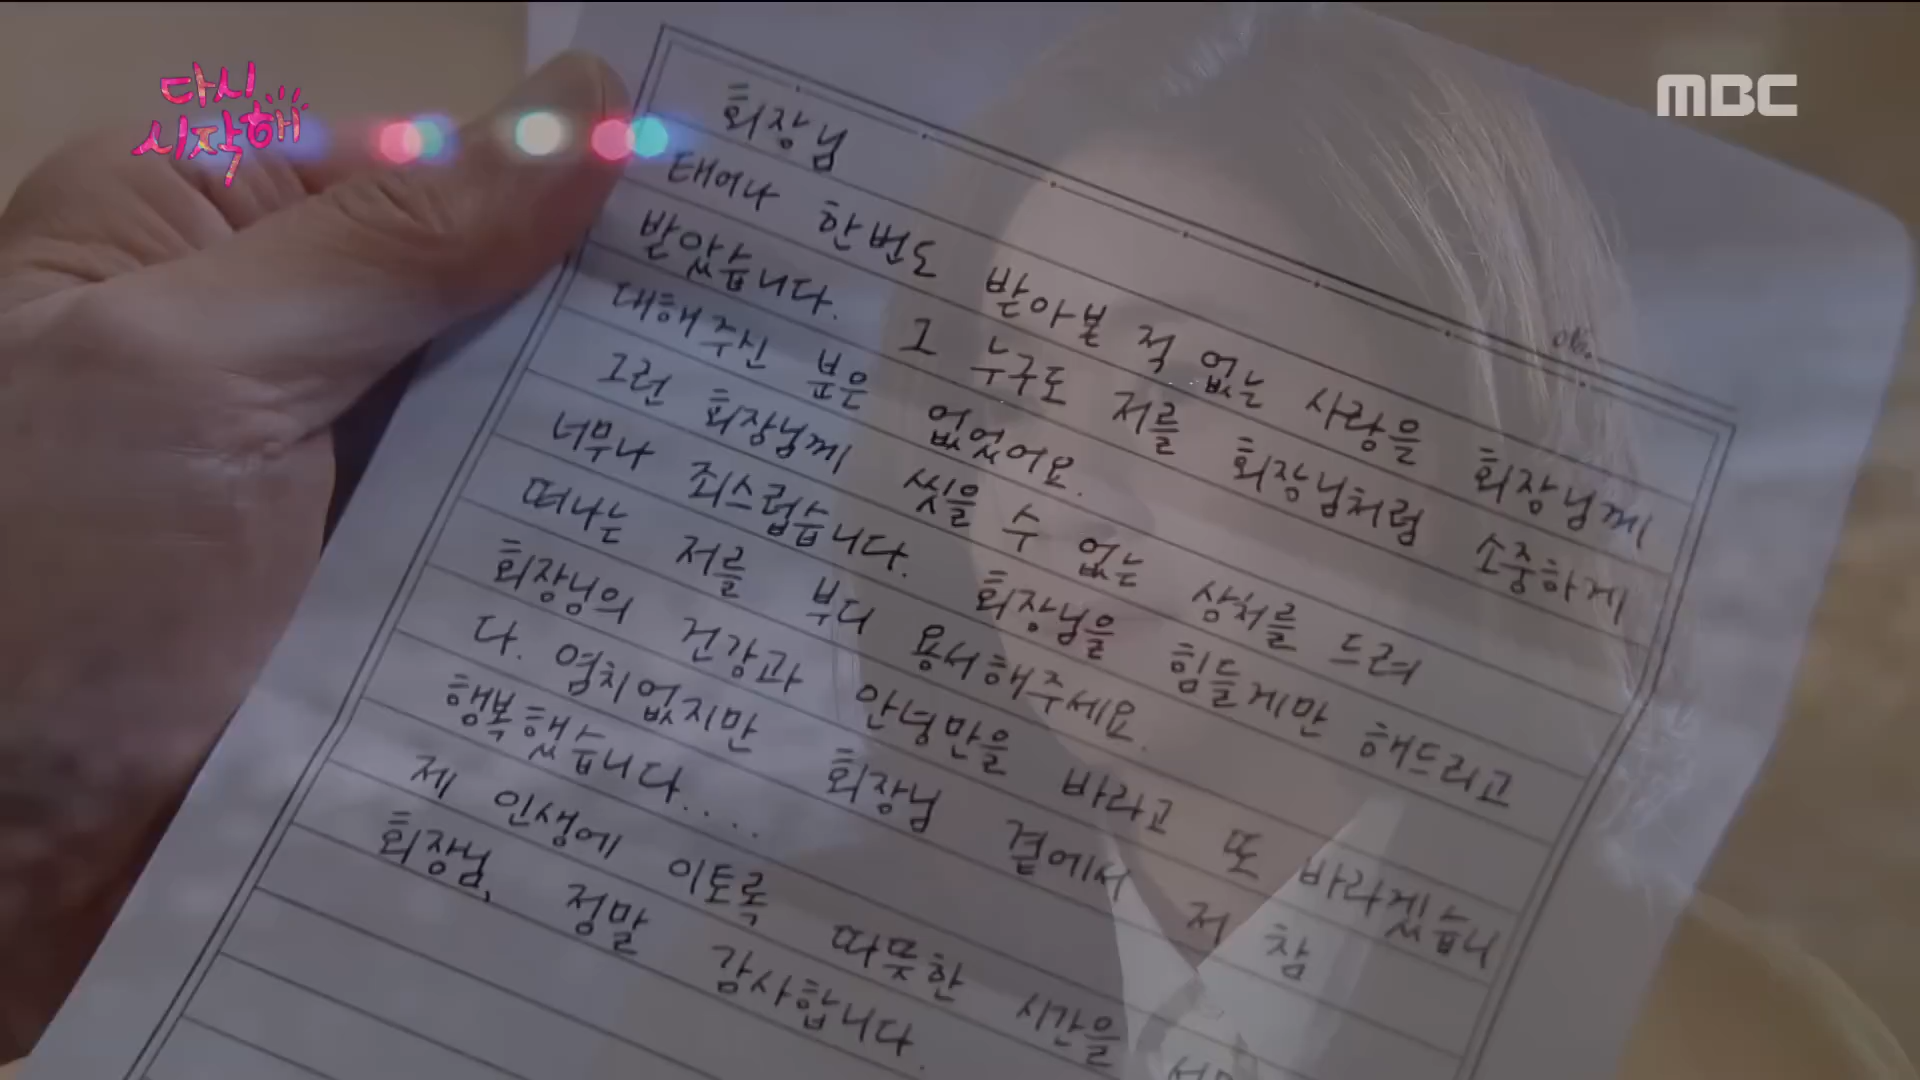 다시
시작해
MBC
회장님
태어나 한번도 받아본 적 없는 사랑을 회장님께
받았습니다. 그 누구도 저를 회장님처럼 소중하게
대해주신 분은 없었어요.
그런 회장님께 씻을 수 없는 상처를 드려
너무나 죄스럽습니다. 회장님을 힘들게만 해드리고
떠나는 저를 부디 용서해주세요.
회장님의 건강과 안녕만을 바라고 또 바라겠습니
다. 염치없지만 회장님 곁에서 저 참
행복했습니다....
제 인생에 이토록 따뜻한 시간을
회장님, 정말 감사합니다.